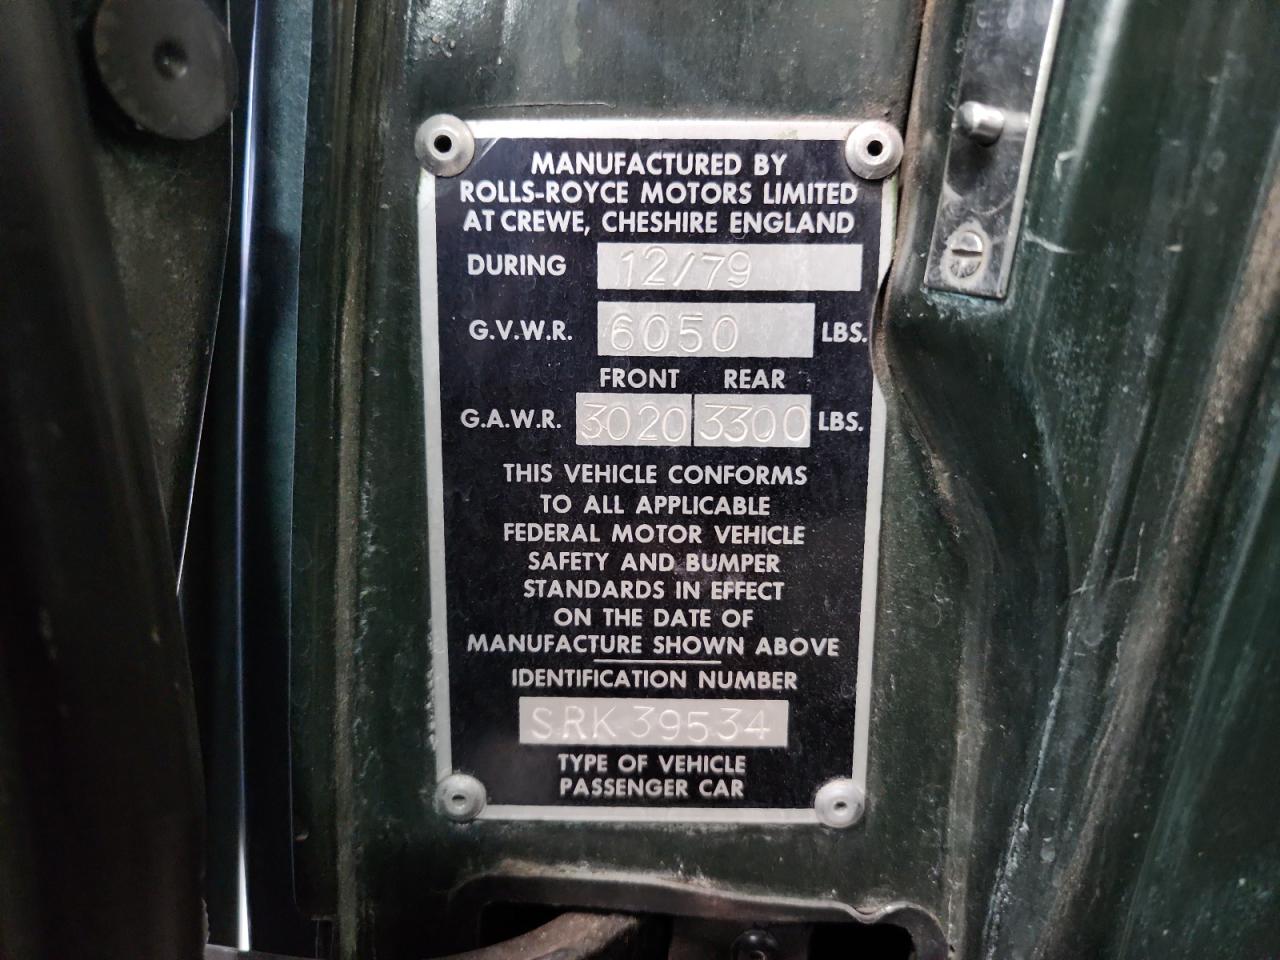 MANUFACTURED BY
ROLLS-ROYCE MOTORS LIMITED
AT CREWE, CHESHIRE ENGLAND
DURING 12/79
G.V.W.R. 6050 LBS.
FRONT REAR
G.A.W.R. 3020 3300 LBS.
THIS VEHICLE CONFORMS
TO ALL APPLICABLE
FEDERAL MOTOR VEHICLE
SAFETY AND BUMPER
STANDARDS IN EFFECT
ON THE DATE OF
MANUFACTURE SHOWN ABOVE
IDENTIFICATION NUMBER
SRK39534
TYPE OF VEHICLE
PASSENGER CAR